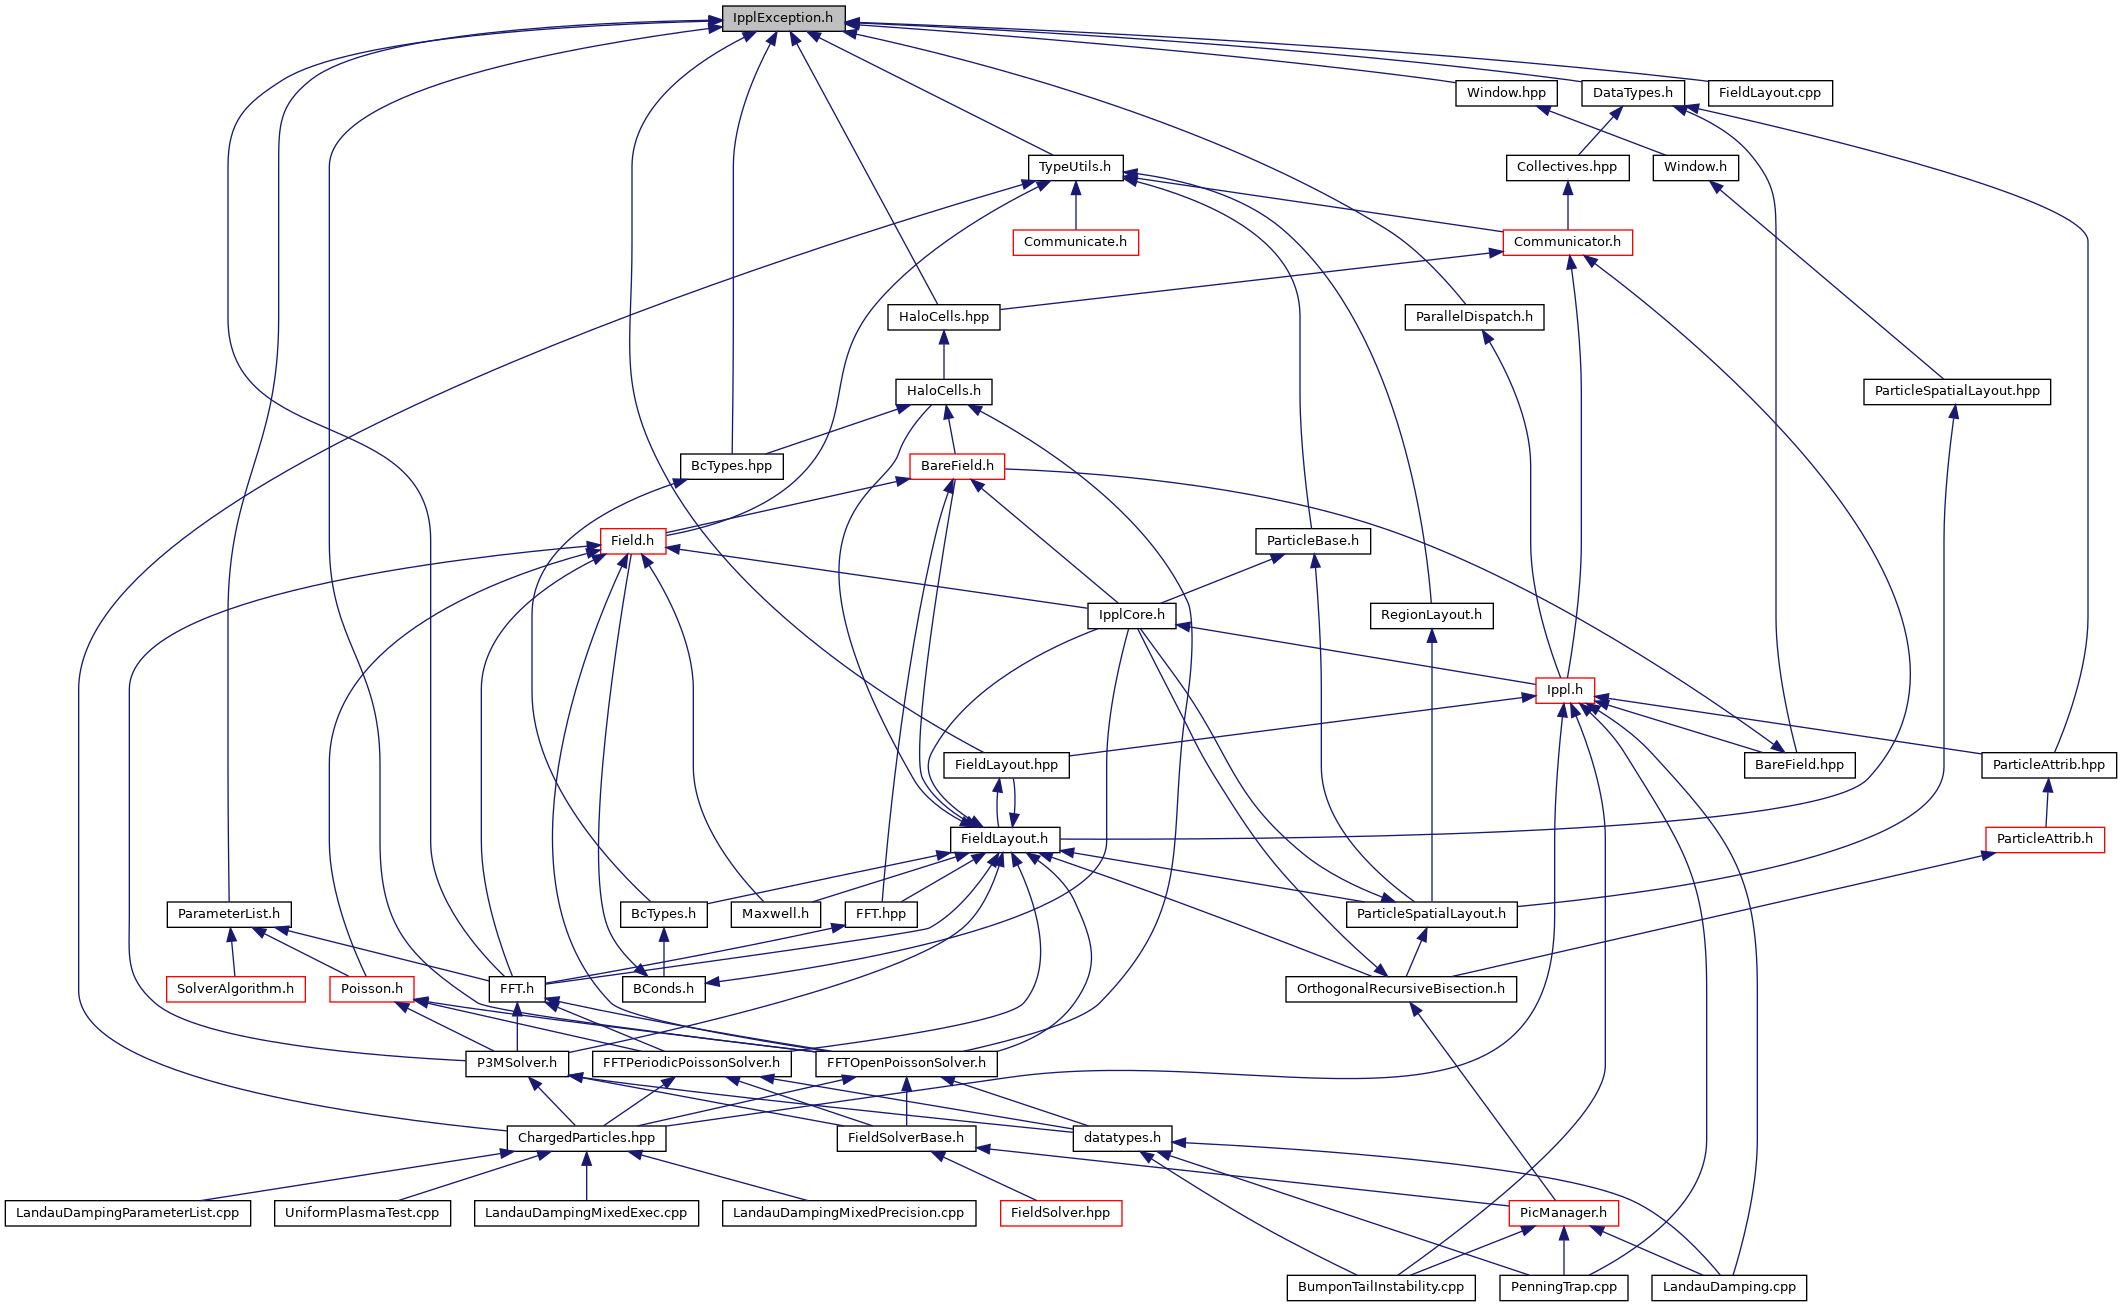 IpplException.h
Window.hpp
DataTypes.h
FieldLayout.cpp
TypeUtils.h
Collectives.hpp
Window.h
Communicate.h
Communicator.h
HaloCells.hpp
ParallelDispatch.h
HaloCells.h
ParticleSpatialLayout.hpp
BcTypes.hpp
BareField.h
Field.h
ParticleBase.h
IpplCore.h
RegionLayout.h
Ippl.h
FieldLayout.hpp
BareField.hpp
ParticleAttrib.hpp
FieldLayout.h
ParticleAttrib.h
ParameterList.h
BcTypes.h
Maxwell.h
FFT.hpp
ParticleSpatialLayout.h
SolverAlgorithm.h
Poisson.h
FFT.h
BConds.h
OrthogonalRecursiveBisection.h
P3MSolver.h
FFTPeriodicPoissonSolver.h
FFTOpenPoissonSolver.h
ChargedParticles.hpp
FieldSolverBase.h
datatypes.h
LandauDampingParameterList.cpp
UniformPlasmaTest.cpp
LandauDampingMixedExec.cpp
LandauDampingMixedPrecision.cpp
FieldSolver.hpp
PicManager.h
BumponTailInstability.cpp
PenningTrap.cpp
LandauDamping.cpp